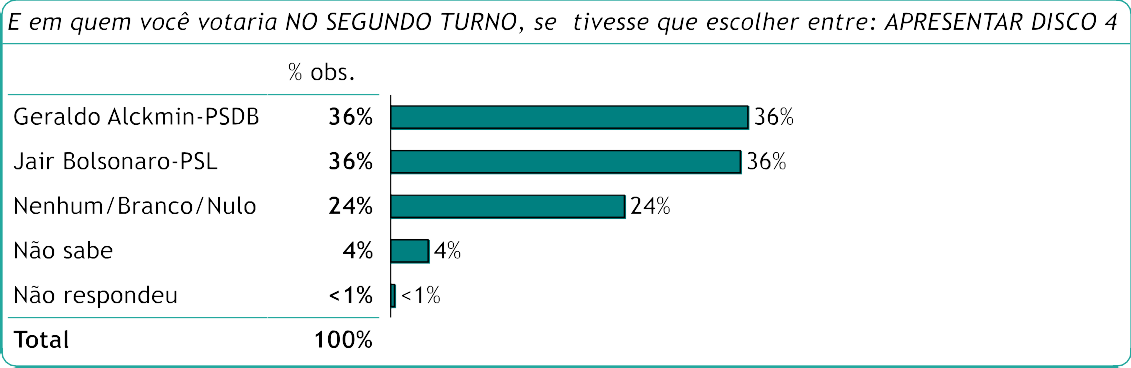 E em quem você votaria NO SEGUNDO TURNO, se tivesse que escolher entre: APRESENTAR DISCO 4
% obs.
Geraldo Alckmin-PSDB 36% 36%
Jair Bolsonaro-PSL 36% 36%
Nenhum/Branco/Nulo 24% 24%
Não sabe 4% 4%
Não respondeu <1% <1%
Total 100%